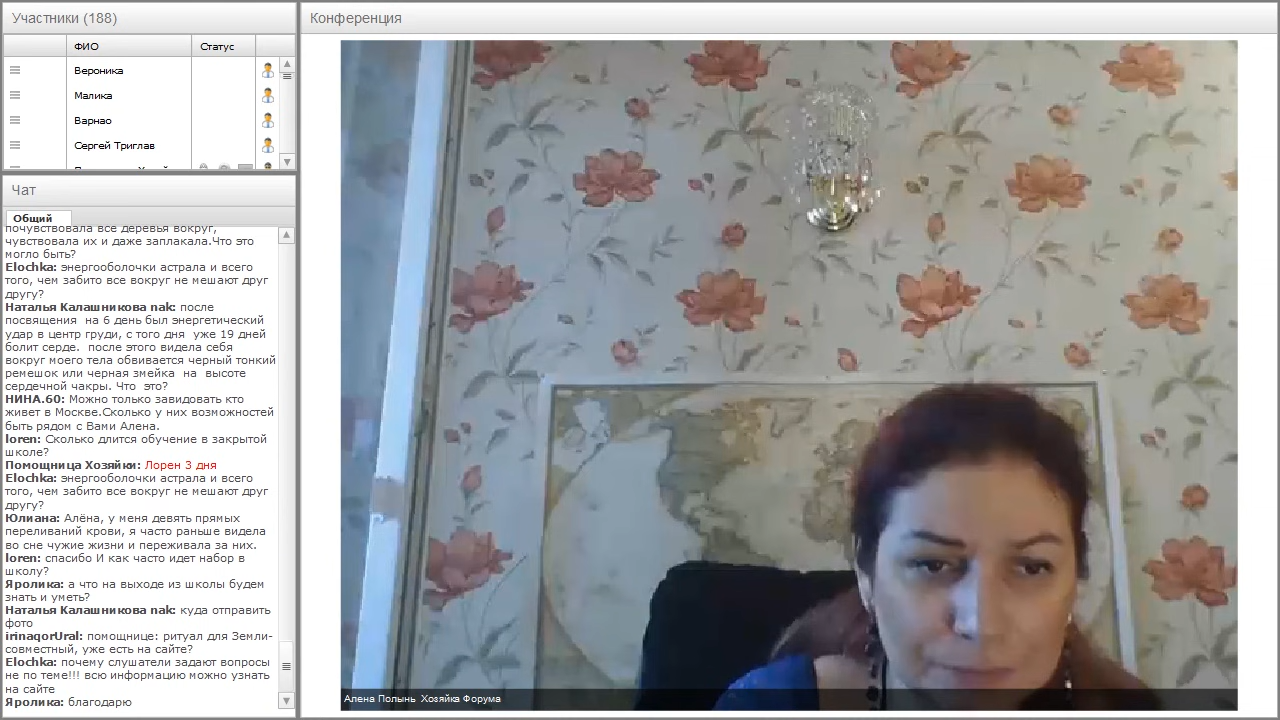 Участники (188)
ФИО
Статус
Вероника
Малика
Варнао
Сергей Триглав
Чат
Общий
чувствовала их и даже заплакала. Что это
могло быть?
Elochka: энергооболочки астрала и всего
того, чем забито все вокруг не мешают друг
другу?
Наталья Калашникова nak: после
посвящения на 6 день был энергетический
удар в центр груди, с того дня уже 19 дней
болит серде. после этого видела себя
вокруг моего тела обвивается черный тонкий
ремешок или черная змейка на высоте
сердечной чакры. Что это?
НИНА.60: Можно только завидовать кто
живёт в Москве.Сколько у них возможностей
быть рядом с Вами Алена.
loren: Сколько длится обучение в закрытой
школе?
Помощница Хозяйки: Лорен 3 дня
Elochka: энергооболочки астрала и всего
того, чем забито все вокруг не мешают друг
другу?
Юлиана: Алёна, у меня девять прямых
переливаний крови, я часто раньше видела
во сне чужие жизни и переживала за них.
loren: спасибо И как часто идет набор в
школу?
Яролика: а что на выходе из школы будем
знать и уметь?
Наталья Калашникова nak: куда отправить
фото
irinagorUral: помощнице: ритуал для Земли-
совместный, уже есть на сайте?
Elochka: почему слушатели задают вопросы
не по теме!!! Всю информацию можно узнать
на сайте
Яролика: благодарю
Конференция
Алена Полынь Хозяйка Форума